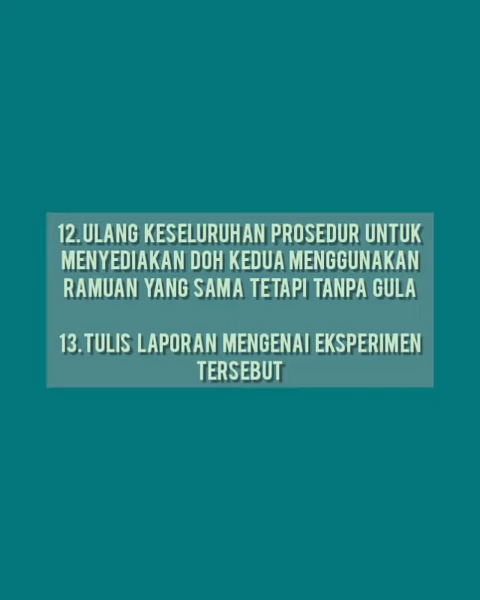 12. ULANG KESELURUHAN PROSEDUR UNTUK
MENYEDIAKAN DOH KEDUA MENGGUNAKAN
RAMUAN YANG SAMA TETAPI TANPA GULA
13. TULIS LAPORAN MENGENAI EKSPERIMEN
TERSEBUT